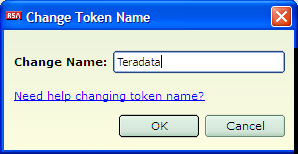 RSA Change Token Name
Change Name: Teradata
Need help changing token name?
OK Cancel